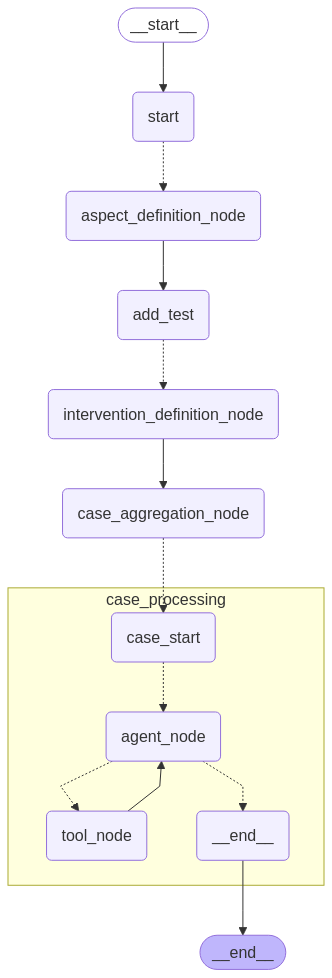 __start__
start
aspect_definition_node
add_test
intervention_definition_node
case_aggregation_node
case_processing
case_start
agent_node
tool_node
__end__
__end__